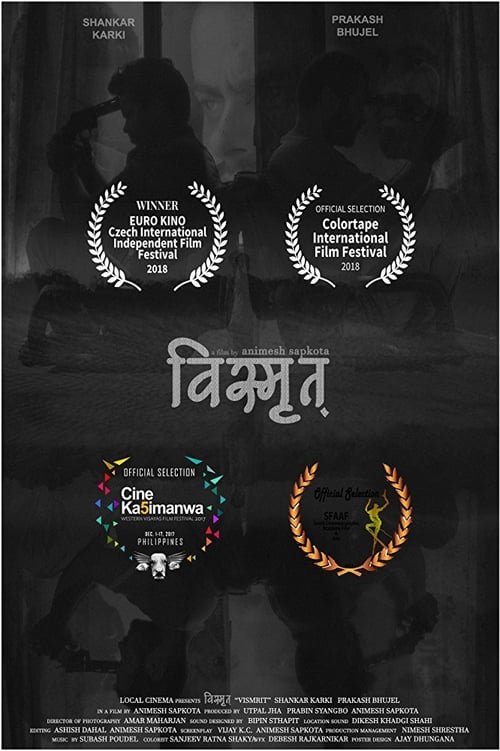 SHANKAR
KARKI
PRAKASH
BHUJEL
WINNER
EURO KINO
Czech International
Independent Film
Festival
2018
OFFICIAL SELECTION
Colortape
International
Film Festival
2018
a film by animesh sapkota
विस्मृत्
OFFICIAL SELECTION
Cine
Ka5imanwa
WESTERN VISAYAS FILM FESTIVAL 2017
DEC. 1-17, 2017
PHILIPPINES
Official Selection
SFAAF
LOCAL CINEMA PRESENTS विस्मृत् "VISMRIT" SHANKAR KARKI PRAKASH BHUJEL
IN A FILM BY ANIMESH SAPKOTA PRODUCED BY UTPAL JHA PRABIN SYANGBO ANIMESH SAPKOTA
DIRECTOR OF PHOTOGRAPHY AMAR MAHARJAN SOUND DESIGNED BY BIPIN STHAPIT LOCATION SOUND DIKESH KHADGI SHAHI
EDITING ASHISH DAHAL ANIMESH SAPKOTA SCREENPLAY VIJAY K.C. ANIMESH SAPKOTA PRODUCTION MANAGEMENT NIMESH SHRESTHA
MUSIC BY SUBASH POUDEL COLORIST SANJEEV RATNA SHAKYA VFX DEBESH RAJKARNIKAR POSTER DESIGN AJAY DHUNGANA